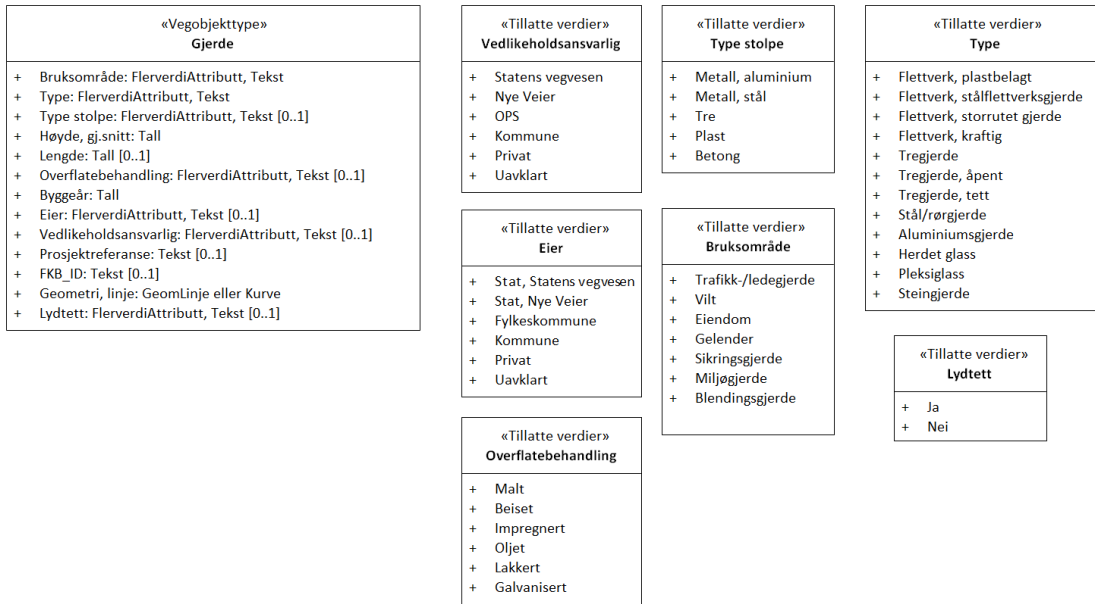 «Vegobjekttype»
Gjerde
+ Bruksområde: FlerverdiAttributt, Tekst
+ Type: FlerverdiAttributt, Tekst
+ Type stolpe: FlerverdiAttributt, Tekst [0..1]
+ Høyde, gj.snitt: Tall
+ Lengde: Tall [0..1]
+ Overflatebehandling: FlerverdiAttributt, Tekst [0..1]
+ Byggeår: Tall
+ Eier: FlerverdiAttributt, Tekst [0..1]
+ Vedlikeholdsansvarlig: FlerverdiAttributt, Tekst [0..1]
+ Prosjektreferanse: Tekst [0..1]
+ FKB_ID: Tekst [0..1]
+ Geometri, linje: GeomLinje eller Kurve
+ Lydtett: FlerverdiAttributt, Tekst [0..1]
«Tillatte verdier»
Vedlikeholdsansvarlig
+ Statens vegvesen
+ Nye Veier
+ OPS
+ Kommune
+ Privat
+ Uavklart
«Tillatte verdier»
Eier
+ Stat, Statens vegvesen
+ Stat, Nye Veier
+ Fylkeskommune
+ Kommune
+ Privat
+ Uavklart
«Tillatte verdier»
Overflatebehandling
+ Malt
+ Beiset
+ Impregnert
+ Oljet
+ Lakkert
+ Galvanisert
«Tillatte verdier»
Type stolpe
+ Metall, aluminium
+ Metall, stål
+ Tre
+ Plast
+ Betong
«Tillatte verdier»
Bruksområde
+ Trafikk-/ledegjerde
+ Vilt
+ Eiendom
+ Gelender
+ Sikringsgjerde
+ Miljøgjerde
+ Blendingsgjerde
«Tillatte verdier»
Type
+ Flettverk, plastbelagt
+ Flettverk, stålflettverksgjerde
+ Flettverk, storrutet gjerde
+ Flettverk, kraftig
+ Tregjerde
+ Tregjerde, åpent
+ Tregjerde, tett
+ Stål/rørgjerde
+ Aluminiumsgjerde
+ Herdet glass
+ Pleksiglass
+ Steingjerde
«Tillatte verdier»
Lydtett
+ Ja
+ Nei